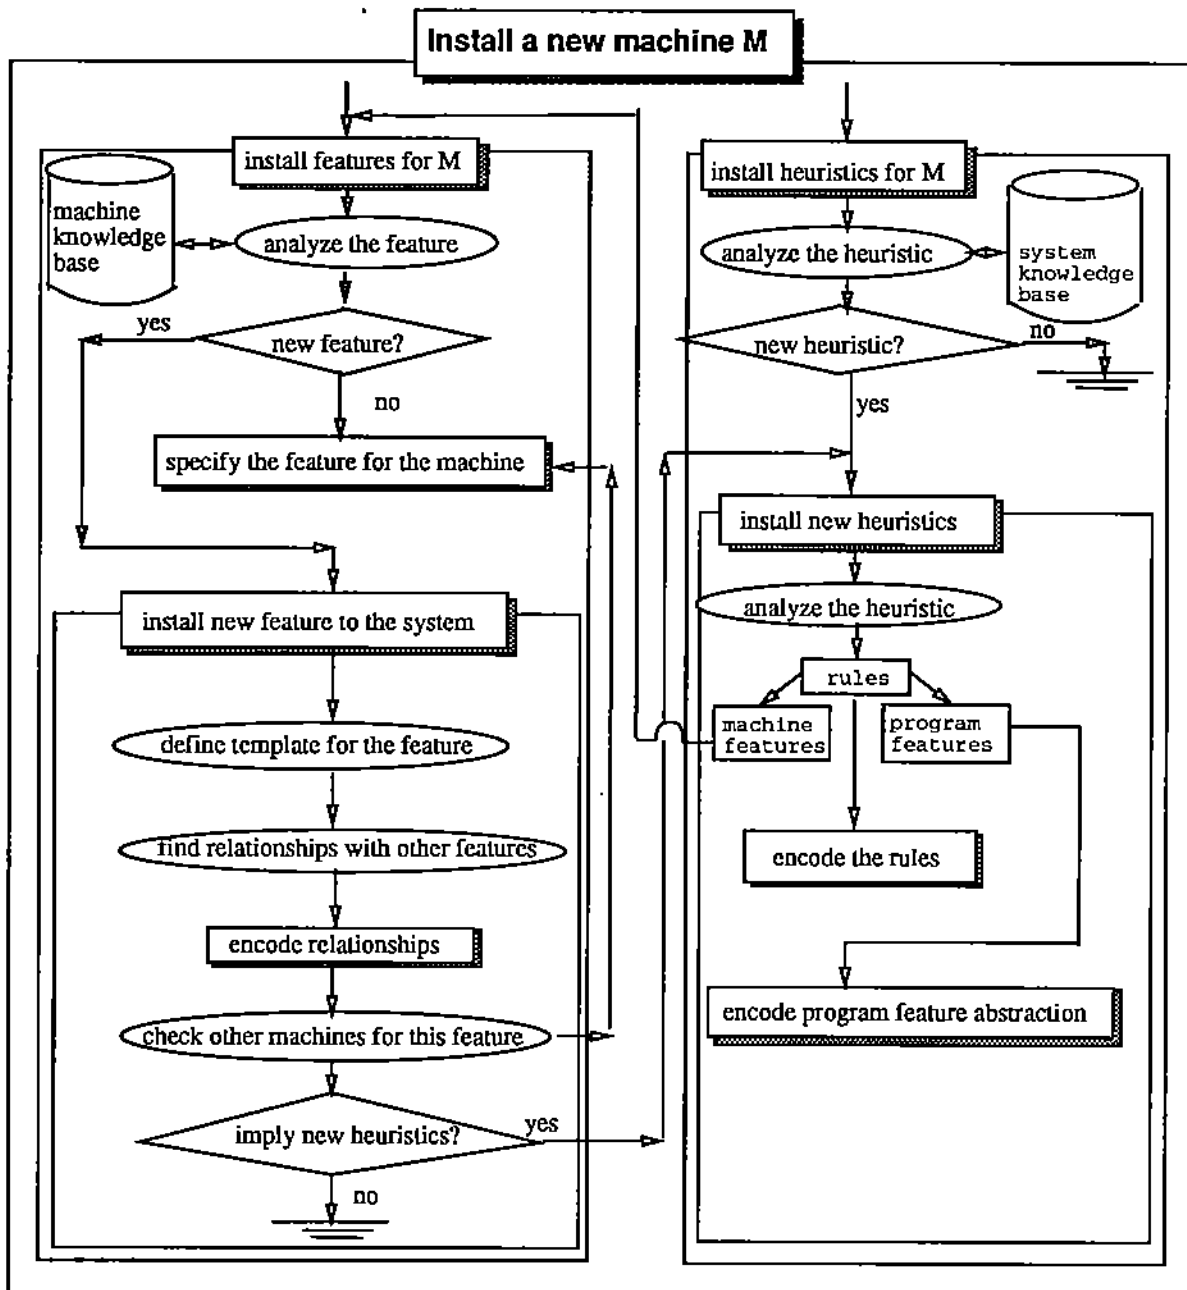 Install a new machine M
install features for M
machine
knowledge
base
analyze the feature
yes
new feature?
no
specify the feature for the machine
install new feature to the system
define template for the feature
find relationships with other features
encode relationships
check other machines for this feature
imply new heuristics?
yes
no
install heuristics for M
analyze the heuristic
system
knowledge
base
new heuristic?
no
yes
install new heuristics
analyze the heuristic
rules
machine
features
program
features
encode the rules
encode program feature abstraction